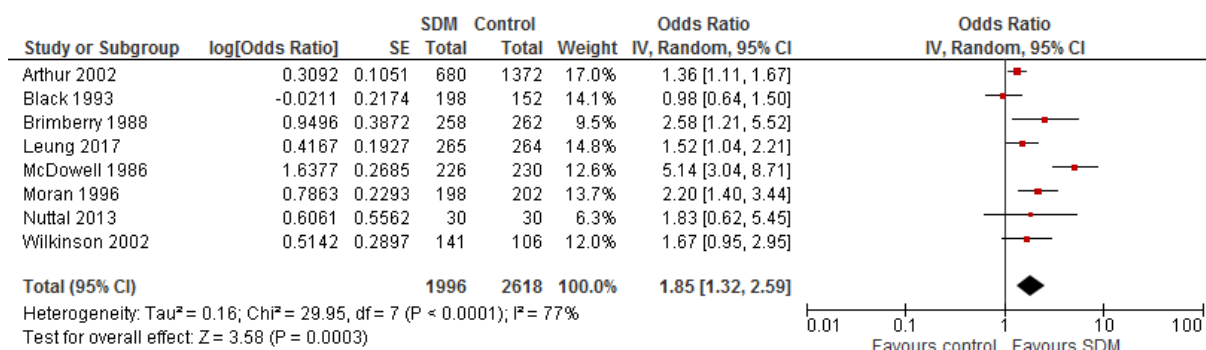 SDM Control Odds Ratio Odds Ratio
Study or Subgroup log[Odds Ratio] SE Total Total Weight IV, Random, 95% CI IV, Random, 95% CI
Arthur 2002 0.3092 0.1051 680 1372 17.0% 1.36 [1.11, 1.67]
Black 1993 -0.0211 0.2174 198 152 14.1% 0.98 [0.64, 1.50]
Brimberry 1988 0.9496 0.3872 258 262 9.5% 2.58 [1.21, 5.52]
Leung 2017 0.4167 0.1927 265 264 14.8% 1.52 [1.04, 2.21]
McDowell 1986 1.6377 0.2685 226 230 12.6% 5.14 [3.04, 8.71]
Moran 1996 0.7863 0.2293 198 202 13.7% 2.20 [1.40, 3.44]
Nuttal 2013 0.6061 0.5562 30 30 6.3% 1.83 [0.62, 5.45]
Wilkinson 2002 0.5142 0.2897 141 106 12.0% 1.67 [0.95, 2.95]
Total (95% CI) 1996 2618 100.0% 1.85 [1.32, 2.59]
Heterogeneity: Tau² = 0.16; Chi² = 29.95, df = 7 (P < 0.0001); I² = 77%
Test for overall effect: Z = 3.58 (P = 0.0003)
0.01 0.1 1 10 100
Favours control Favours SDM